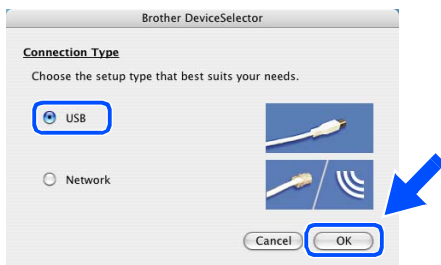 Brother DeviceSelector
Connection Type
Choose the setup type that best suits your needs.
USB
Network
Cancel
OK